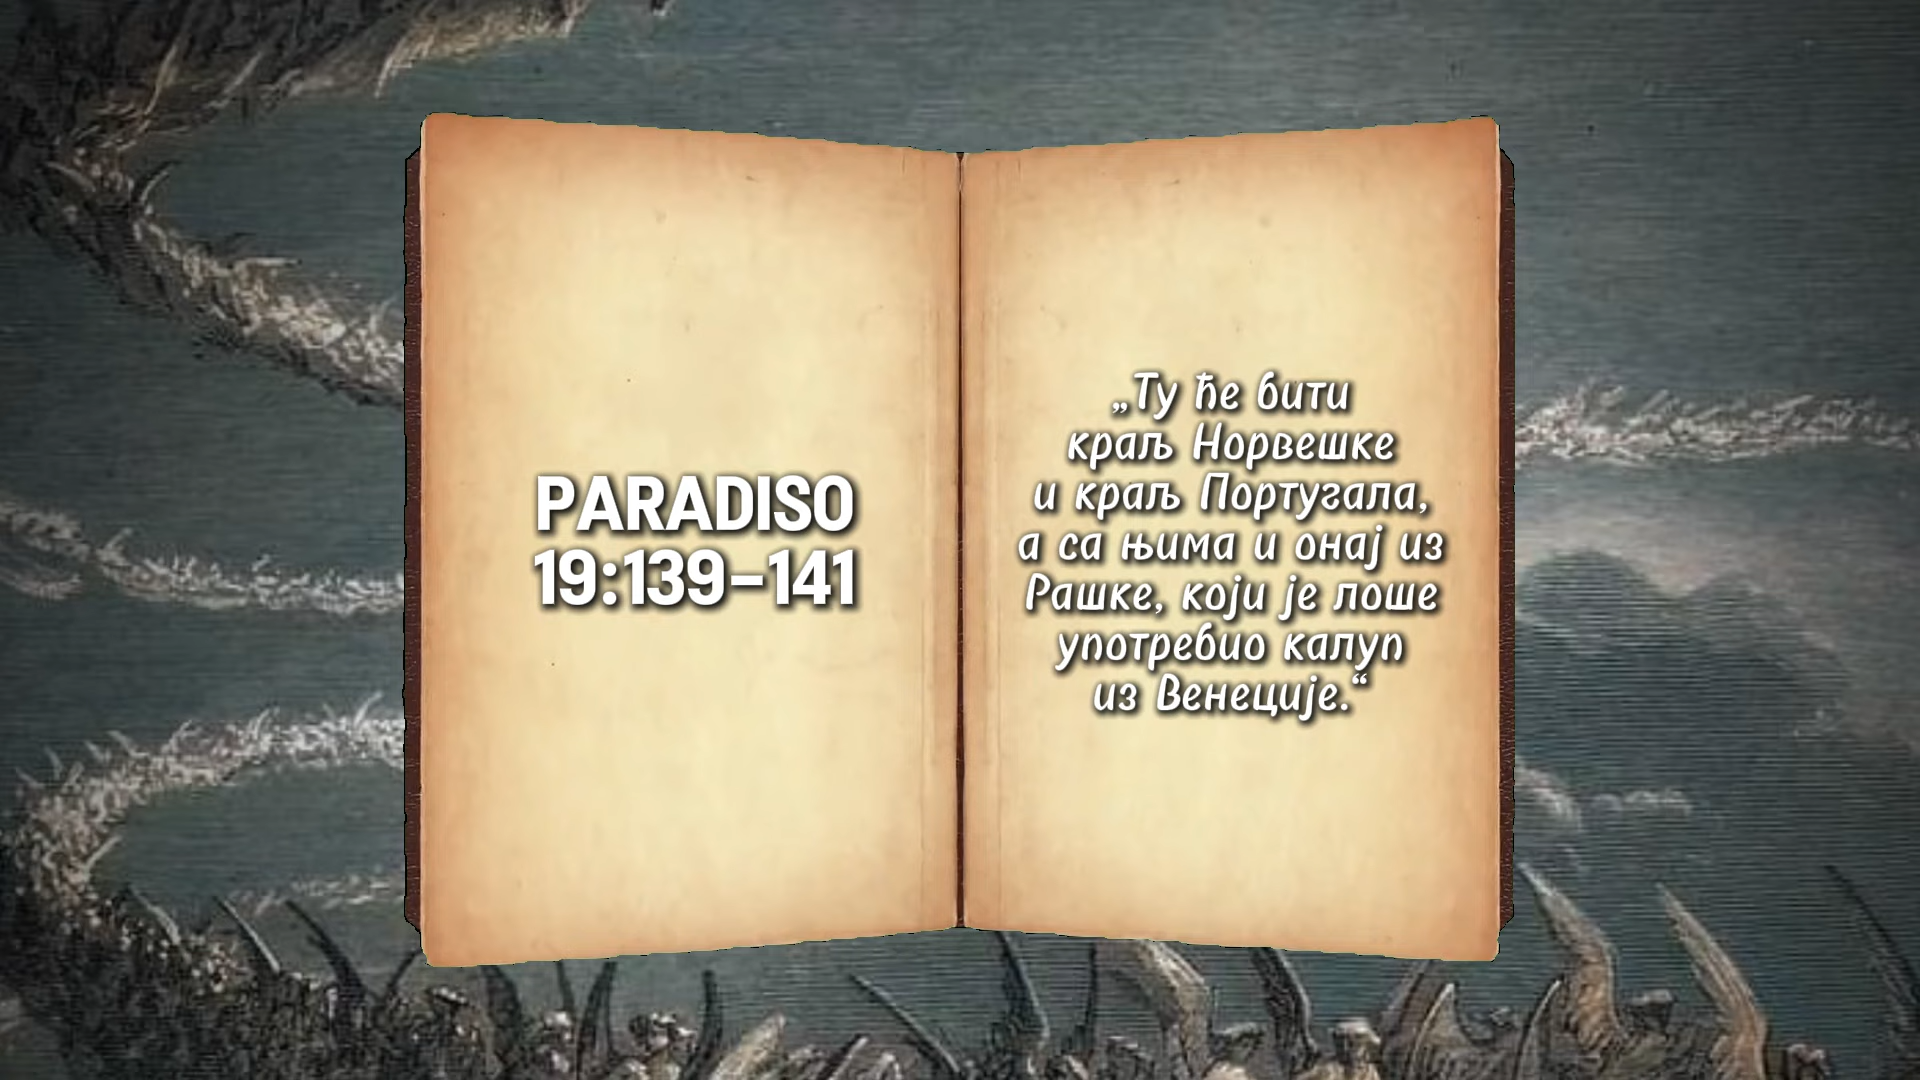 PARADISO
19:139–141
„Ту ће бити
краљ Норвешке
и краљ Португала,
а са њима и онај из
Рашке, који је лоше
употребио калуп
из Венеције.“